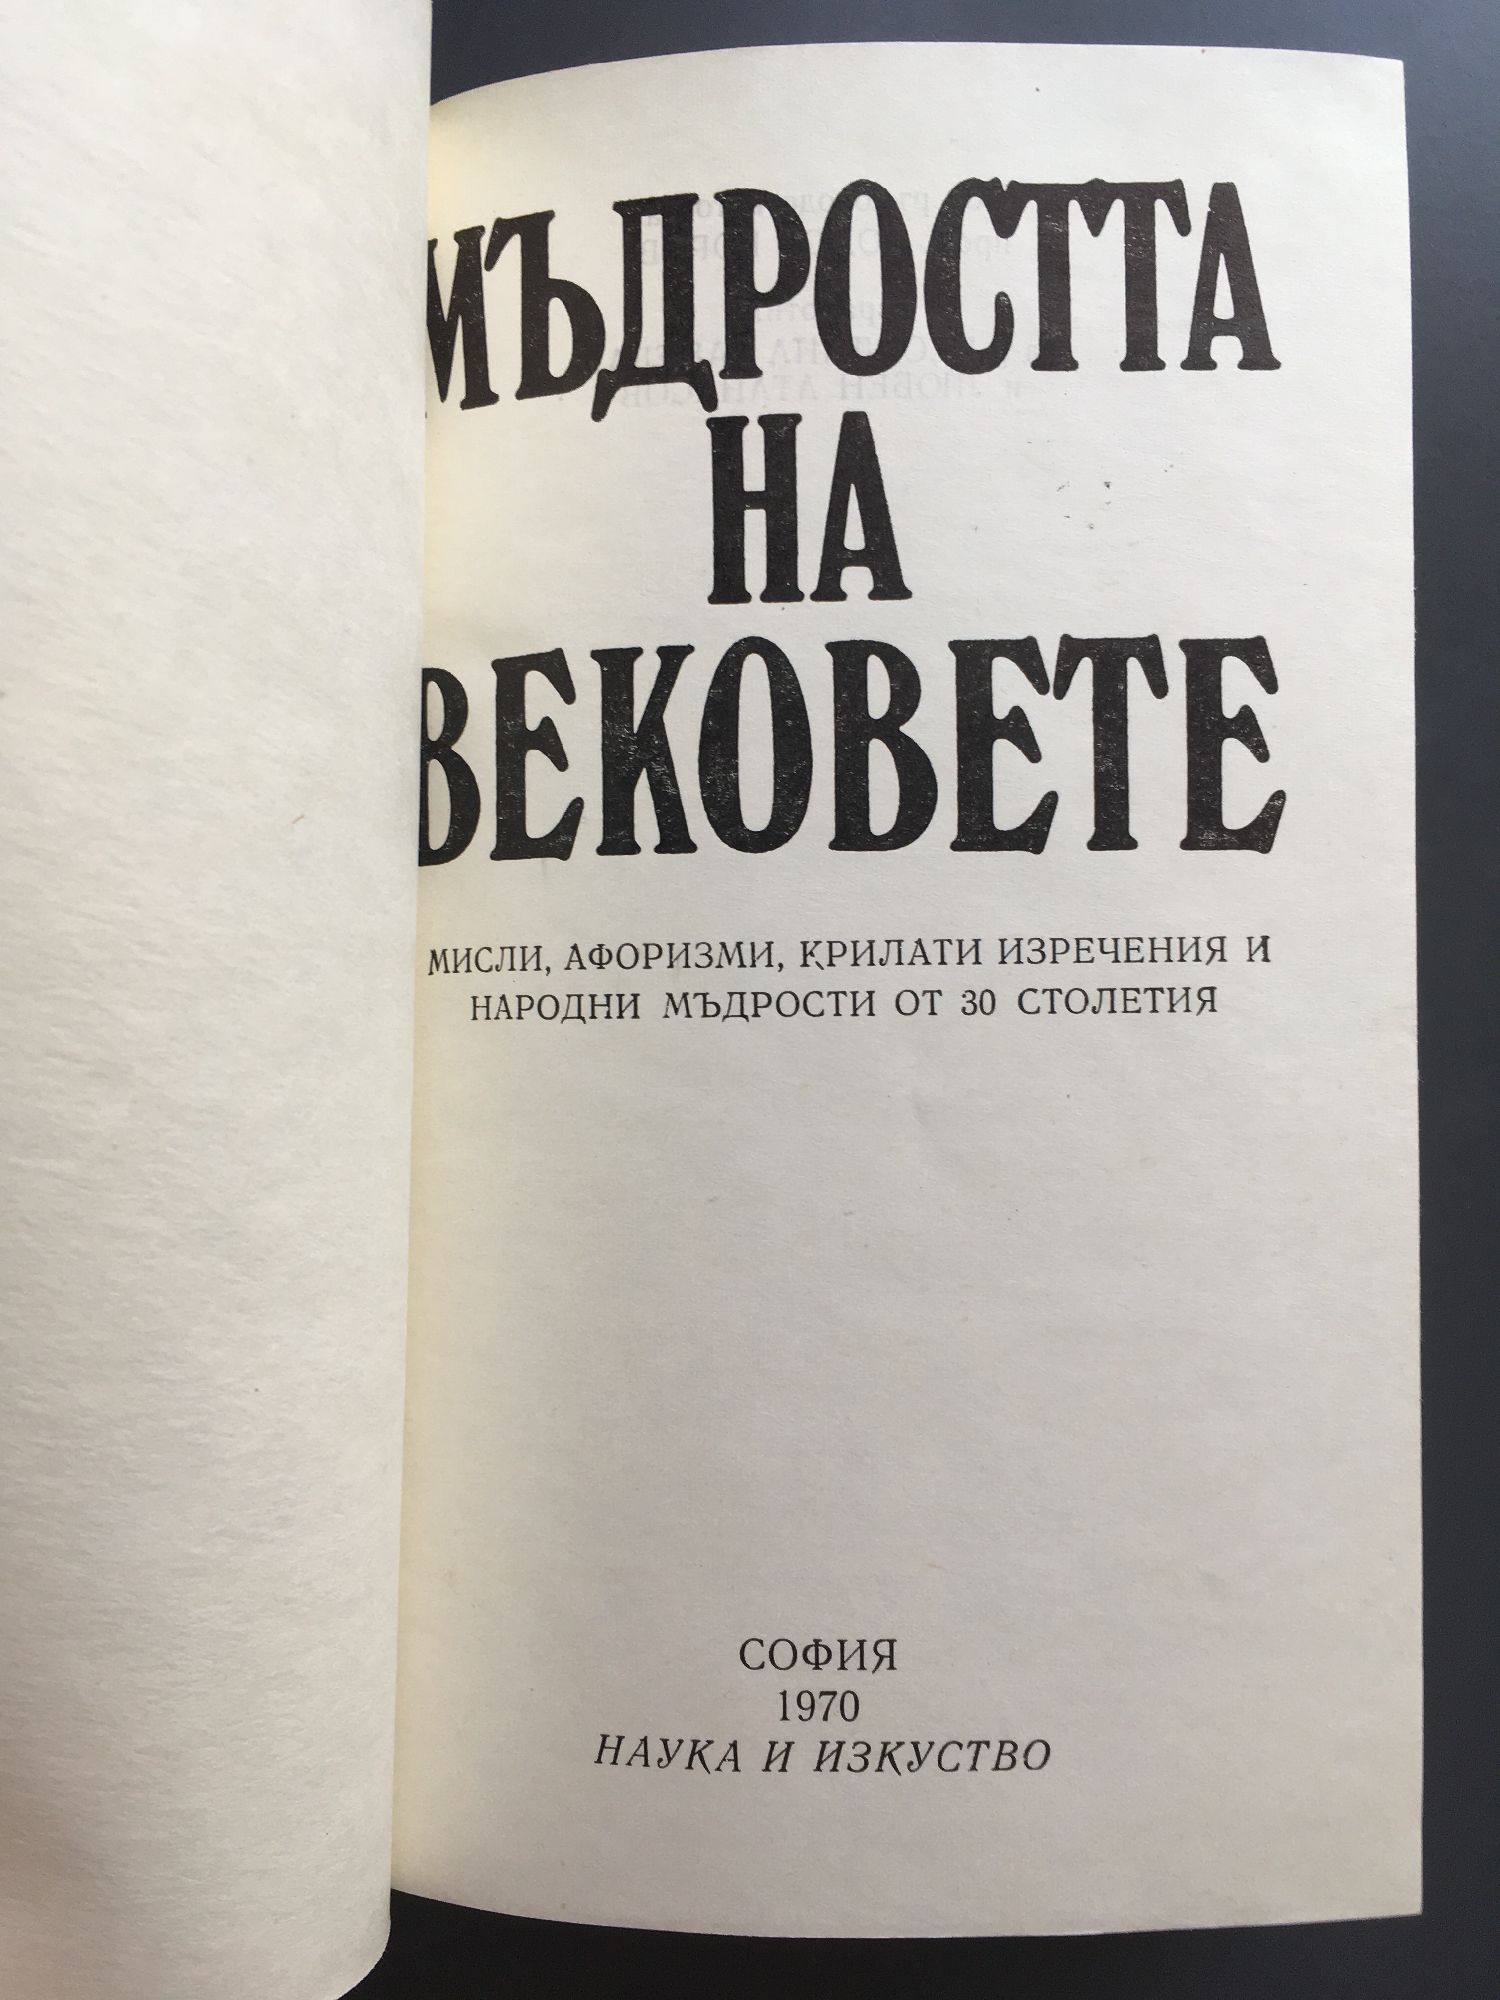 МЪДРОСТТА
НА
ВЕКОВЕТЕ
МИСЛИ, АФОРИЗМИ, КРИЛАТИ ИЗРЕЧЕНИЯ И
НАРОДНИ МЪДРОСТИ ОТ 30 СТОЛЕТИЯ
СОФИЯ
1970
НАУКА И ИЗКУСТВО